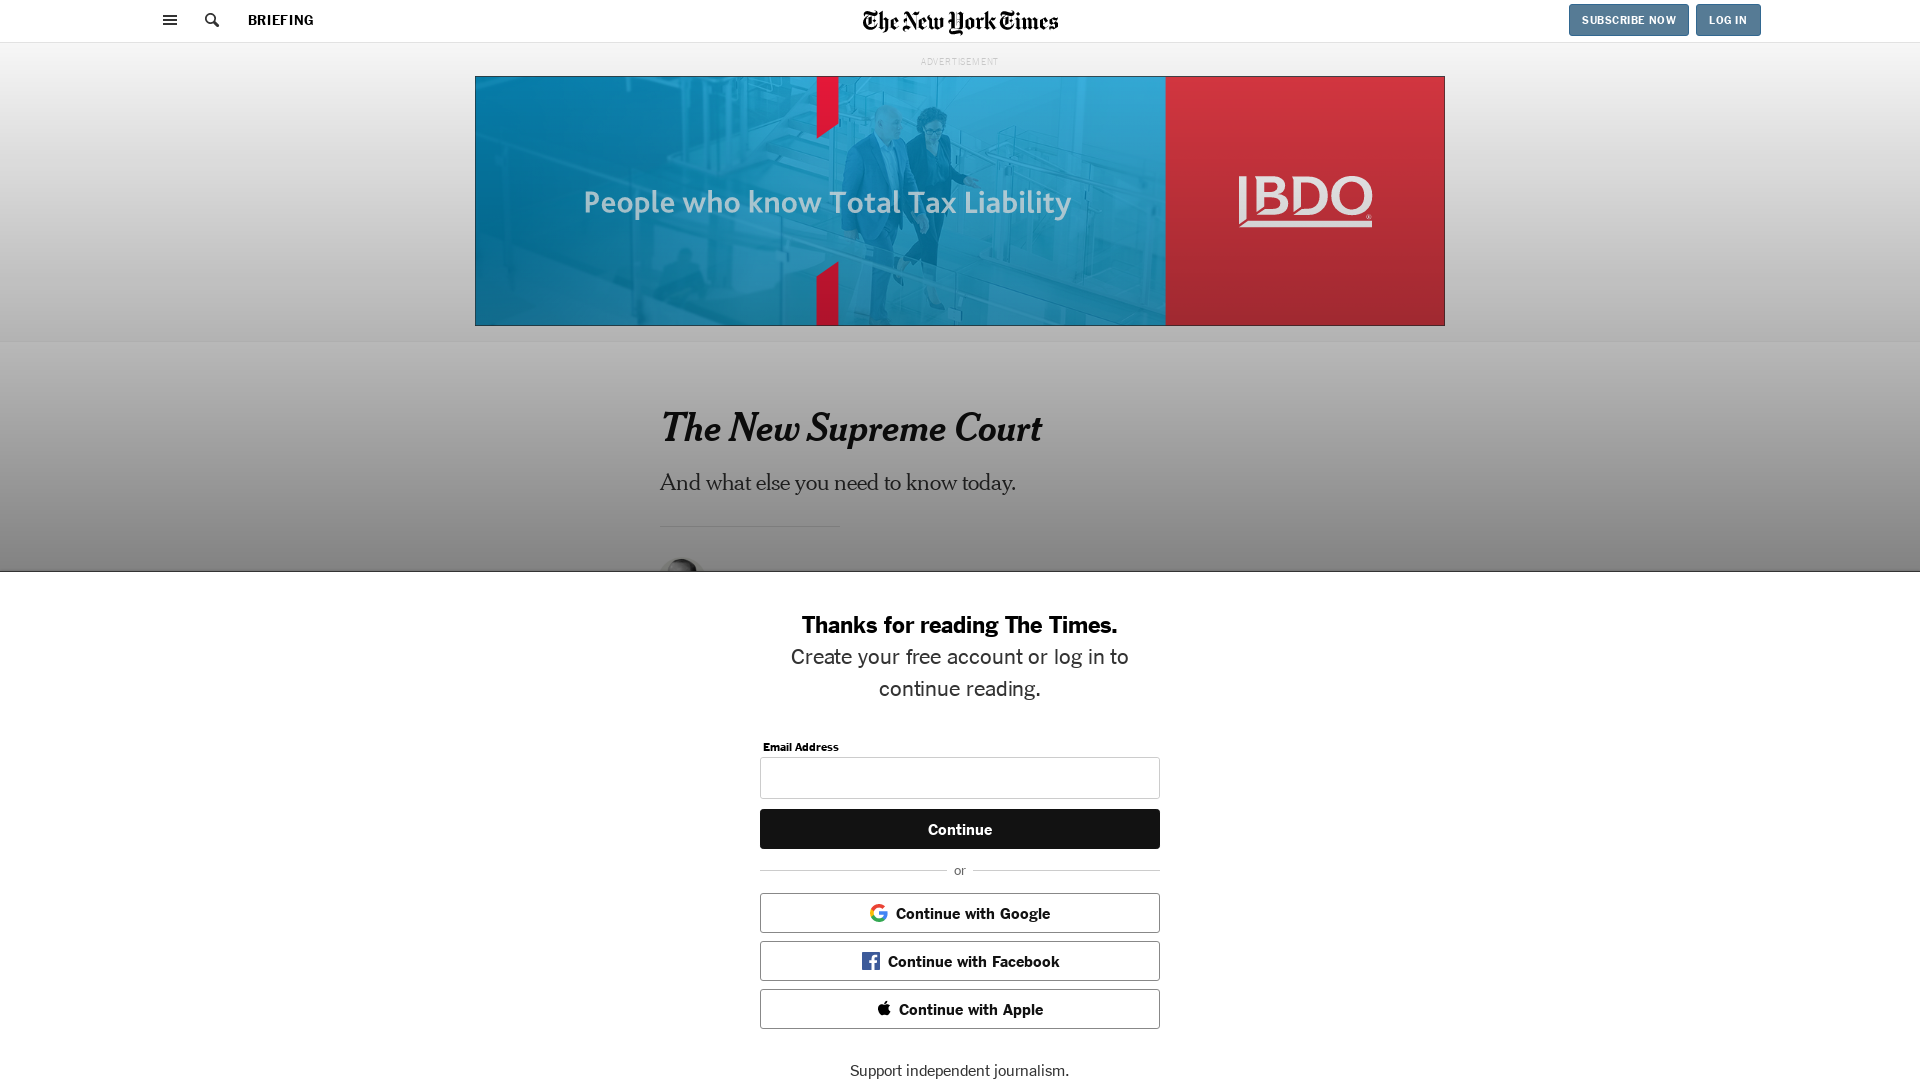 BRIEFING
The New York Times
SUBSCRIBE NOW
LOG IN
ADVERTISEMENT
People who know Total Tax Liability
BDO®
The New Supreme Court
And what else you need to know today.
Thanks for reading The Times.
Create your free account or log in to
continue reading.
Email Address
Continue
or
Continue with Google
Continue with Facebook
Continue with Apple
Support independent journalism.